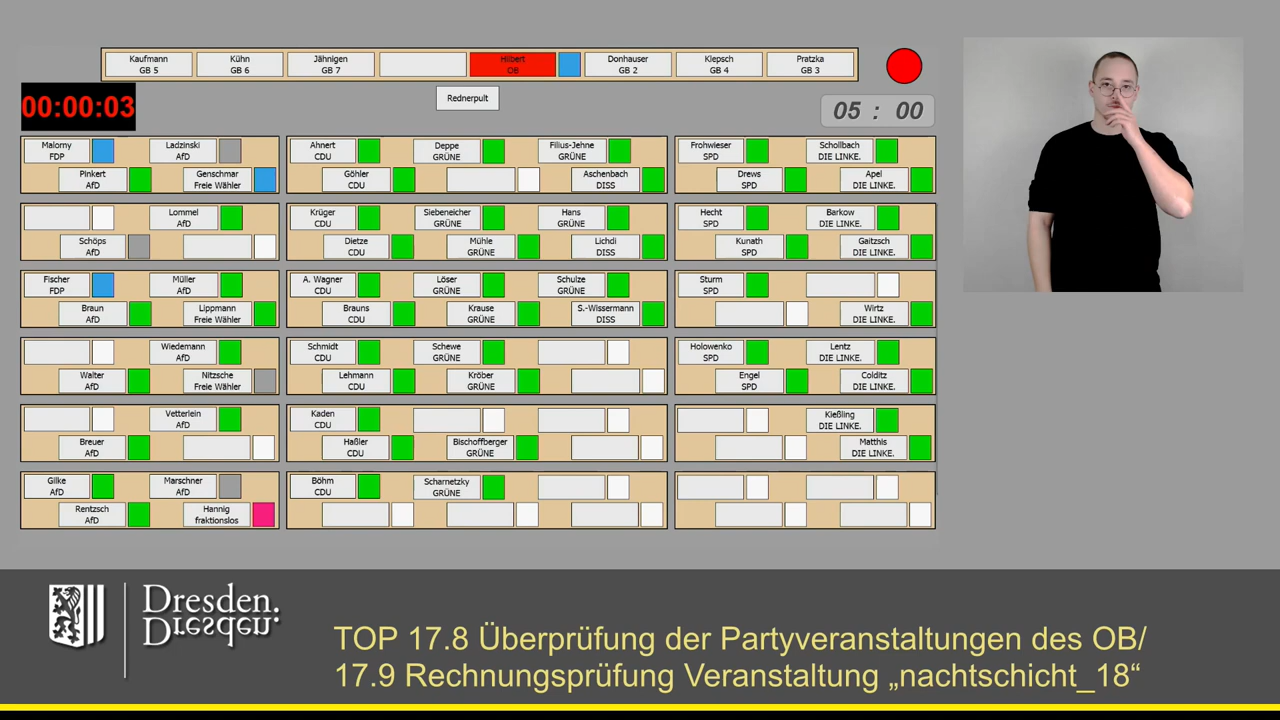 Kaufmann
GB 5
Kühn
GB 6
Jähnigen
GB 7
Hilbert
OB
Donhauser
GB 2
Klepsch
GB 4
Pratzka
GB 3
00:00:03
Rednerpult
05 : 00
Malorny
FDP
Ladzinski
AfD
Pinkert
AfD
Genschmar
Freie Wähler
Ahnert
CDU
Deppe
GRÜNE
Filius-Jehne
GRÜNE
Göhler
CDU
Aschenbach
DISS
Frohwieser
SPD
Schollbach
DIE LINKE.
Drews
SPD
Apel
DIE LINKE.
Lommel
AfD
Schöps
AfD
Krüger
CDU
Siebeneicher
GRÜNE
Hans
GRÜNE
Dietze
CDU
Mühle
GRÜNE
Lichdi
DISS
Hecht
SPD
Barkow
DIE LINKE.
Kunath
SPD
Gaitzsch
DIE LINKE.
Fischer
FDP
Müller
AfD
Braun
AfD
Lippmann
Freie Wähler
A. Wagner
CDU
Löser
GRÜNE
Schulze
GRÜNE
Brauns
CDU
Krause
GRÜNE
S.-Wissermann
DISS
Sturm
SPD
Wirtz
DIE LINKE.
Wiedemann
AfD
Walter
AfD
Nitzsche
Freie Wähler
Schmidt
CDU
Schewe
GRÜNE
Lehmann
CDU
Kröber
GRÜNE
Holowenko
SPD
Lentz
DIE LINKE.
Engel
SPD
Colditz
DIE LINKE.
Vetterlein
AfD
Breuer
AfD
Kaden
CDU
Haßler
CDU
Bischoffberger
GRÜNE
Kießling
DIE LINKE.
Matthis
DIE LINKE.
Gilke
AfD
Marschner
AfD
Rentzsch
AfD
Hannig
fraktionslos
Böhm
CDU
Scharnetzky
GRÜNE
Dresden.
Dresden.
TOP 17.8 Überprüfung der Partyveranstaltungen des OB/
17.9 Rechnungsprüfung Veranstaltung „nachtschicht_18“